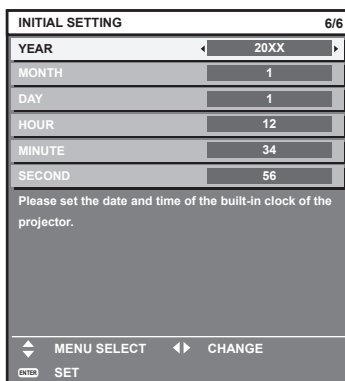 INITIAL SETTING 6/6
YEAR 20XX
MONTH 1
DAY 1
HOUR 12
MINUTE 34
SECOND 56
Please set the date and time of the built-in clock of the
projector.
MENU SELECT CHANGE
ENTER SET